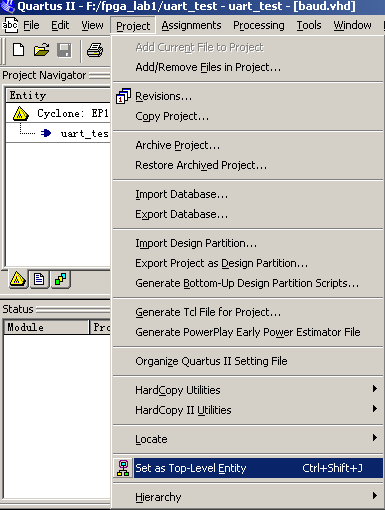 Quartus II - F:/fpga_lab1/uart_test - uart_test - [baud.vhd]
abc File Edit View Project Assignments Processing Tools Window
Add Current File to Project
Add/Remove Files in Project...
Project Navigator
Entity
Revisions...
Cyclone: EP1
Copy Project...
uart_tes
Archive Project...
Restore Archived Project...
Import Database...
Export Database...
Import Design Partition...
Export Project as Design Partition...
Generate Bottom-Up Design Partition Scripts...
Status
Generate Tcl File for Project...
Module Pro
Generate PowerPlay Early Power Estimator File
Organize Quartus II Setting File
HardCopy Utilities
HardCopy II Utilities
Locate
Set as Top-Level Entity Ctrl+Shift+J
Hierarchy